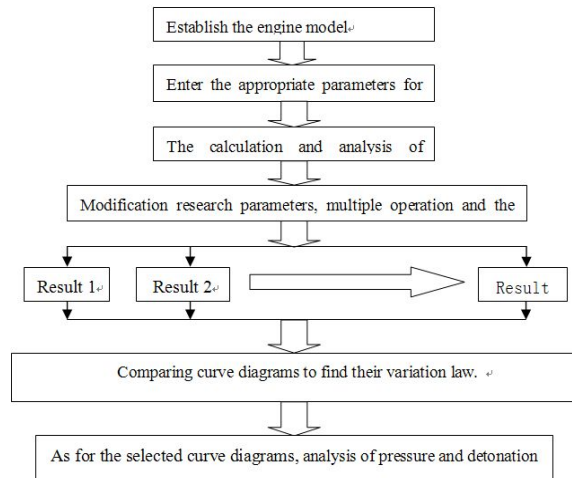 Establish the engine model
Enter the appropriate parameters for
The calculation and analysis of
Modification research parameters, multiple operation and the
Result 1
Result 2
Result
Comparing curve diagrams to find their variation law.
As for the selected curve diagrams, analysis of pressure and detonation